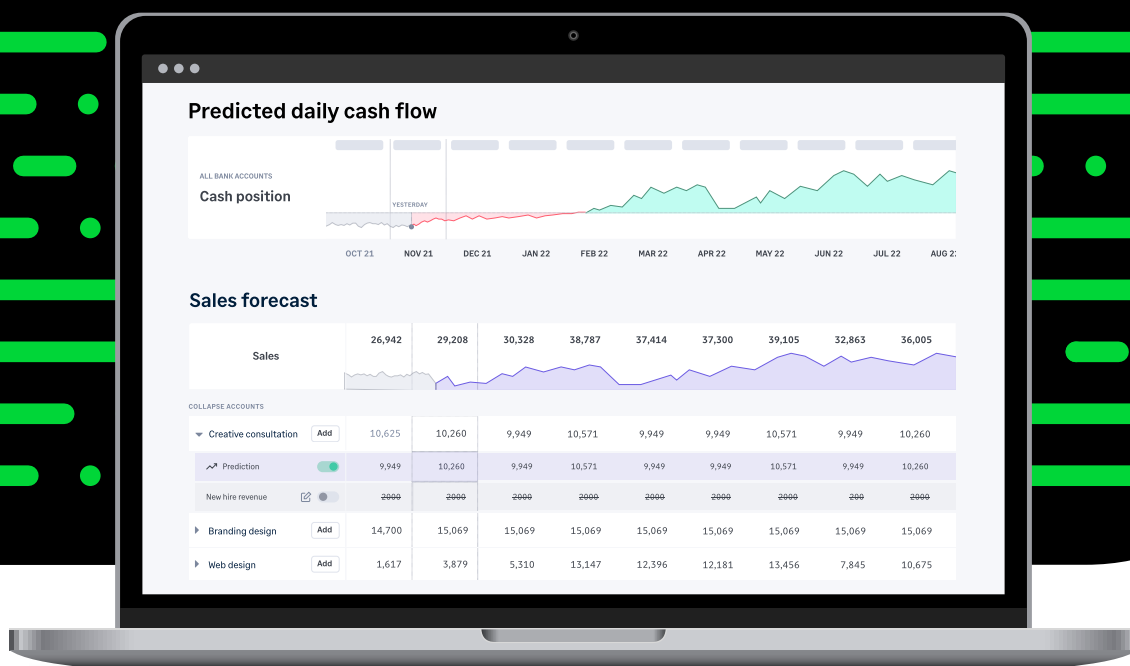 Predicted daily cash flow
ALL BANK ACCOUNTS
Cash position
YESTERDAY
OCT 21 NOV 21 DEC 21 JAN 22 FEB 22 MAR 22 APR 22 MAY 22 JUN 22 JUL 22 AUG 22
Sales forecast
Sales 26,942 29,208 30,328 38,787 37,414 37,300 39,105 32,863 36,005
COLLAPSE ACCOUNTS
Creative consultation Add 10,625 10,260 9,949 10,571 9,949 9,949 10,571 9,949 10,260
Prediction 9,949 10,260 9,949 10,571 9,949 9,949 10,571 9,949 10,260
New hire revenue 2000 2000 2000 2000 2000 2000 2000 200 2000
Branding design Add 14,700 15,069 15,069 15,069 15,069 15,069 15,069 15,069 15,069
Web design Add 1,617 3,879 5,310 13,147 12,396 12,181 13,456 7,845 10,675